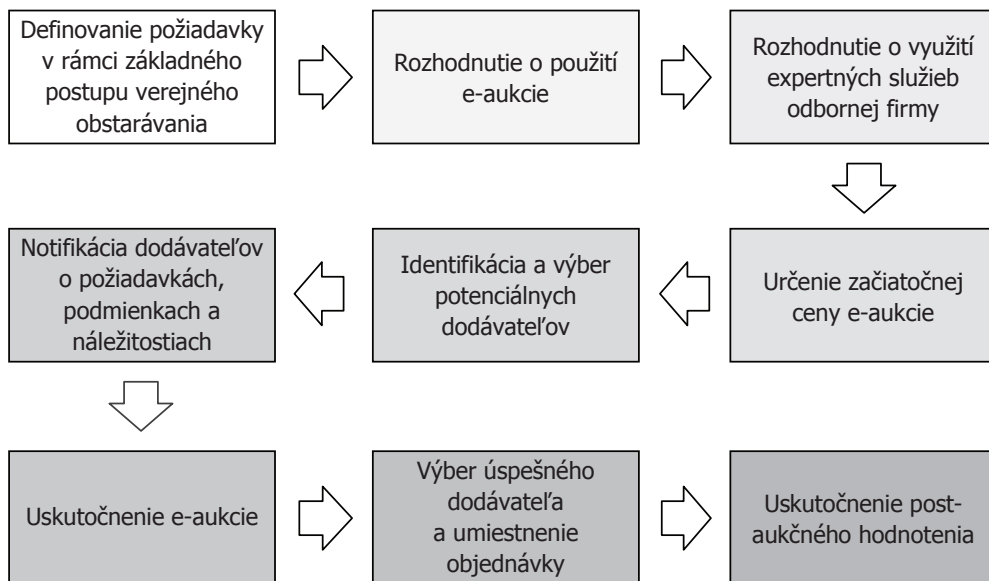 Definovanie požiadavky
v rámci základného
postupu verejného
obstarávania
Rozhodnutie o použití
e-aukcie
Rozhodnutie o využití
expertných služieb
odbornej firmy
Určenie začiatočnej
ceny e-aukcie
Identifikácia a výber
potenciálnych
dodávateľov
Notifikácia dodávateľov
o požiadavkách,
podmienkach a
náležitostiach
Uskutočnenie e-aukcie
Výber úspešného
dodávateľa
a umiestnenie
objednávky
Uskutočnenie post-
aukčného hodnotenia